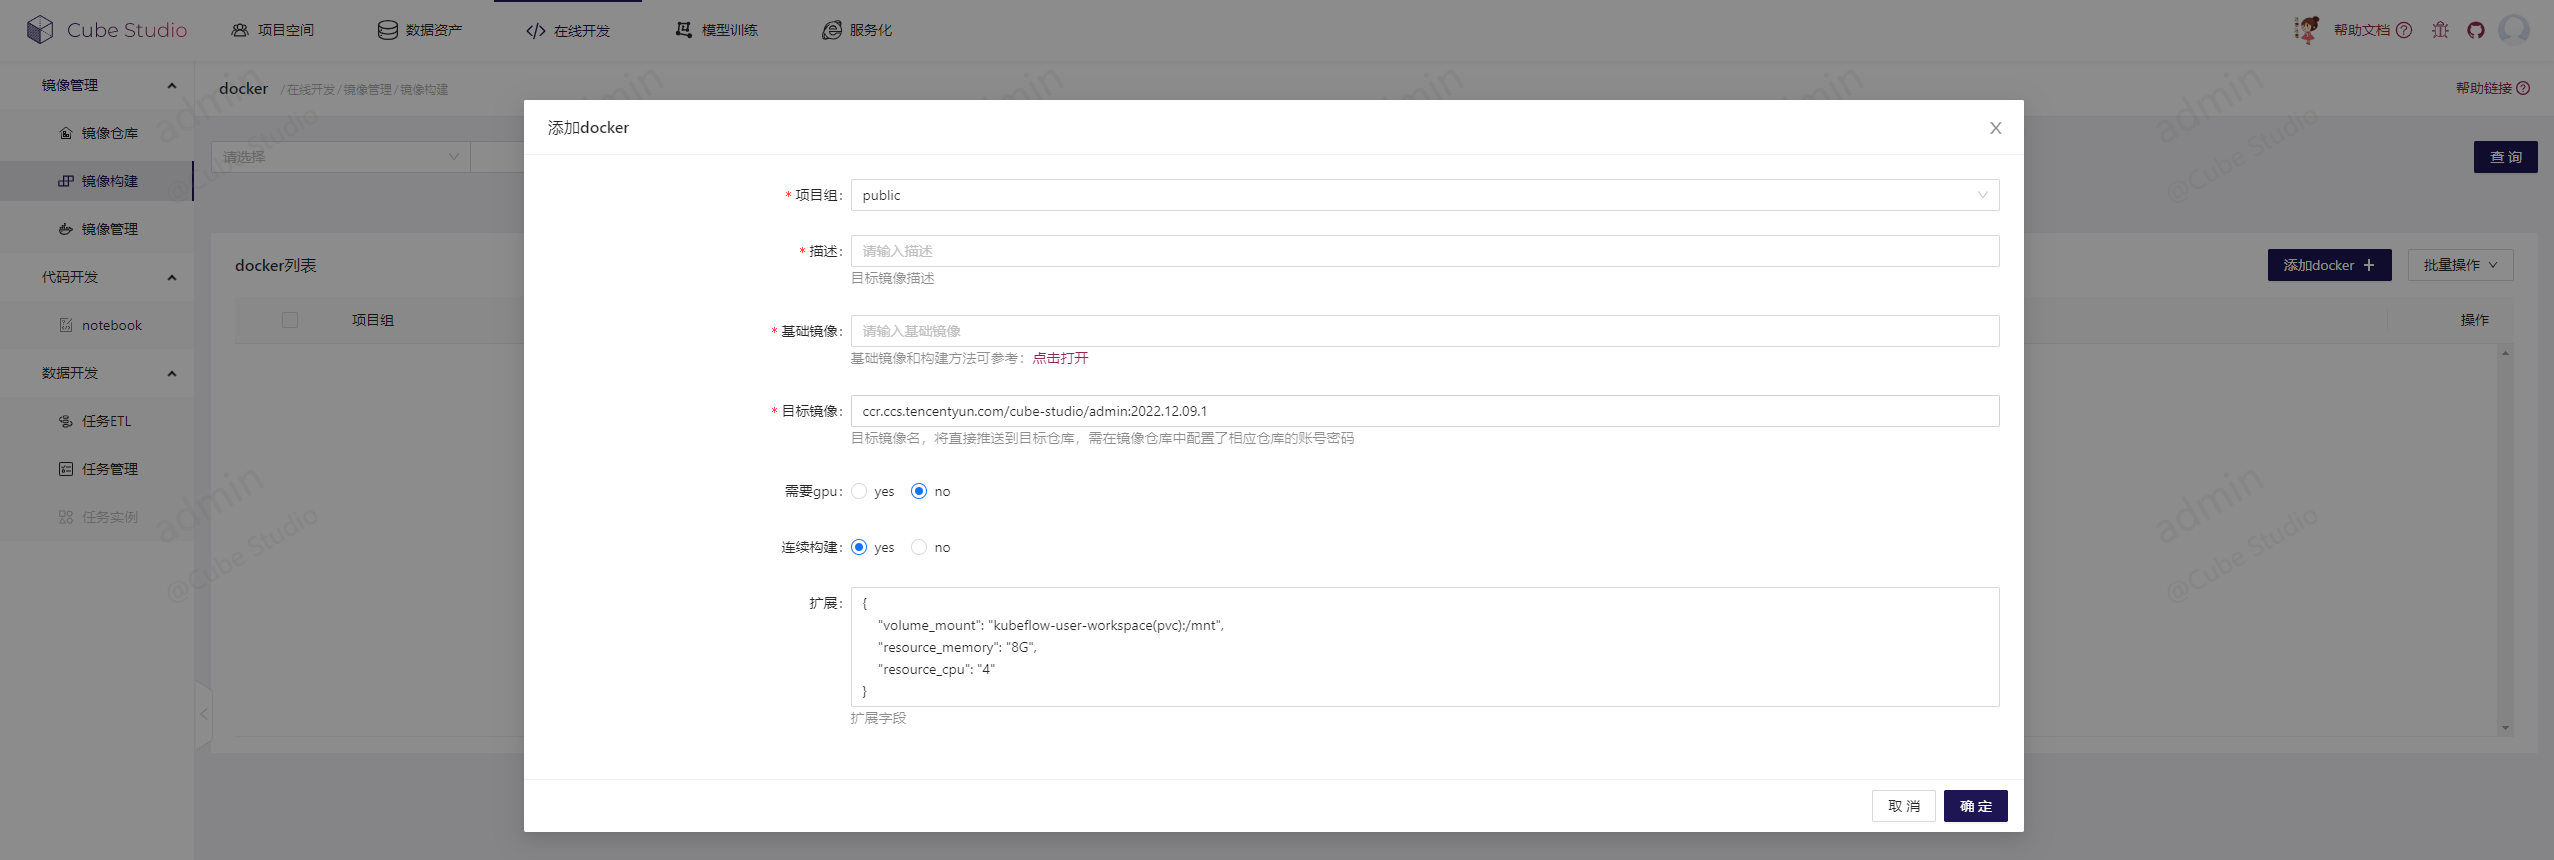 Cube Studio
项目空间
数据资产
在线开发
模型训练
服务化
帮助文档
镜像管理
docker / 在线开发 / 镜像管理 / 镜像构建
帮助链接
镜像仓库
镜像构建
镜像管理
代码开发
notebook
数据开发
任务ETL
任务管理
任务实例
请选择
查 询
docker列表
添加docker +
批量操作
项目组
操作
添加docker
* 项目组: public
* 描述: 请输入描述
目标镜像描述
* 基础镜像: 请输入基础镜像
基础镜像和构建方法可参考：点击打开
* 目标镜像: ccr.ccs.tencentyun.com/cube-studio/admin:2022.12.09.1
目标镜像名，将直接推送到目标仓库，需在镜像仓库中配置了相应仓库的账号密码
需要gpu: yes no
连续构建: yes no
扩展: {
"volume_mount": "kubeflow-user-workspace(pvc):/mnt",
"resource_memory": "8G",
"resource_cpu": "4"
}
扩展字段
取 消
确 定
admin
@Cube Studio
admin
@Cube Studio
admin
@Cube Studio
admin
@Cube Studio